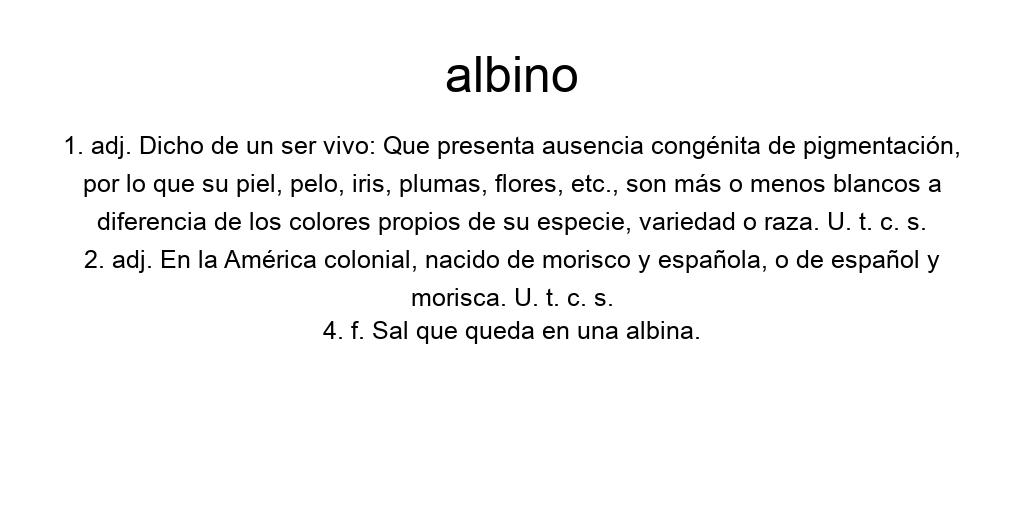 albino
1. adj. Dicho de un ser vivo: Que presenta ausencia congénita de pigmentación,
por lo que su piel, pelo, iris, plumas, flores, etc., son más o menos blancos a
diferencia de los colores propios de su especie, variedad o raza. U. t. c. s.
2. adj. En la América colonial, nacido de morisco y española, o de español y
morisca. U. t. c. s.
4. f. Sal que queda en una albina.